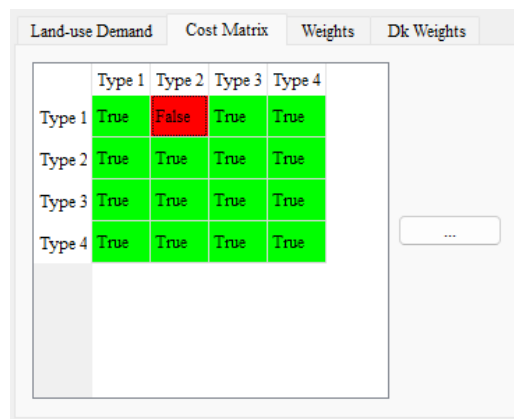 Land-use Demand Cost Matrix Weights Dk Weights
Type 1 Type 2 Type 3 Type 4
Type 1 True False True True
Type 2 True True True True
Type 3 True True True True
...
Type 4 True True True True